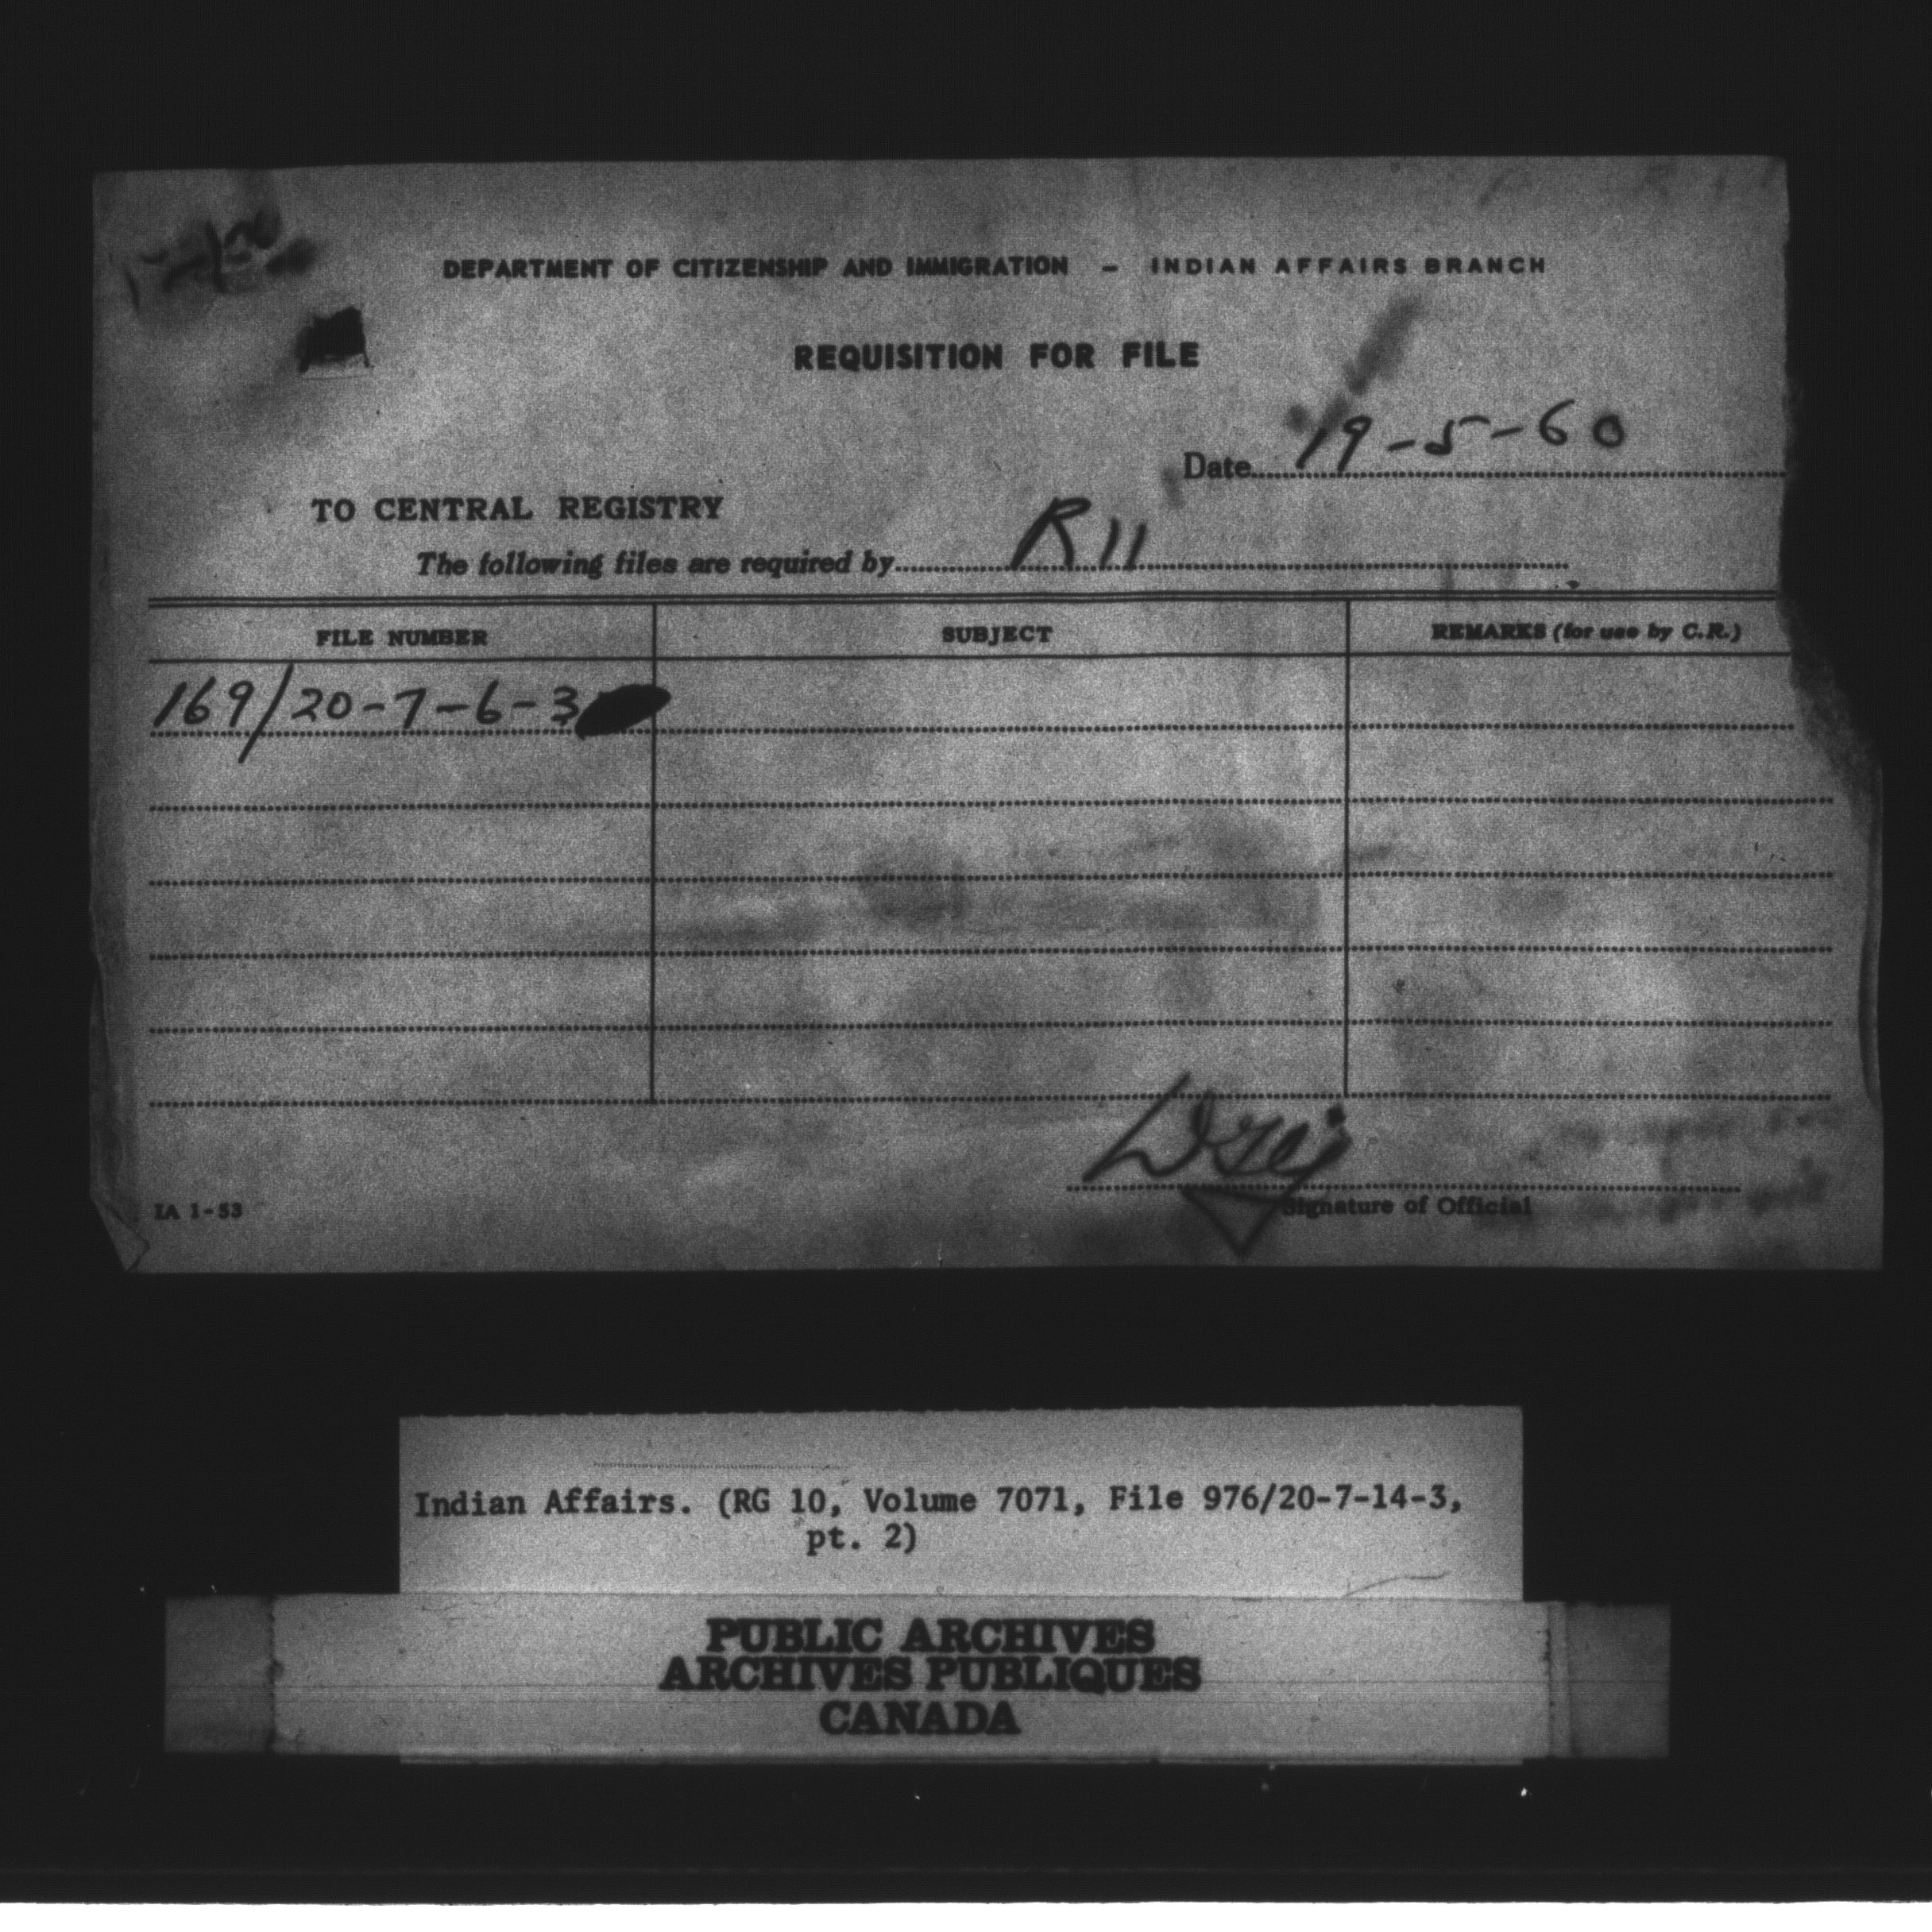 DEPARTMENT OF CITIZENSHIP AND IMMIGRATION - INDIAN AFFAIRS BRANCH
REQUISITION FOR FILE
Date 19-5-60
TO CENTRAL REGISTRY
The following files are required by R11
FILE NUMBER SUBJECT REMARKS (for use by C.R.)
169/20-7-6-3
Signature of Official
IA 1-53
Indian Affairs. (RG 10, Volume 7071, File 976/20-7-14-3,
pt. 2)
PUBLIC ARCHIVES
ARCHIVES PUBLIQUES
CANADA